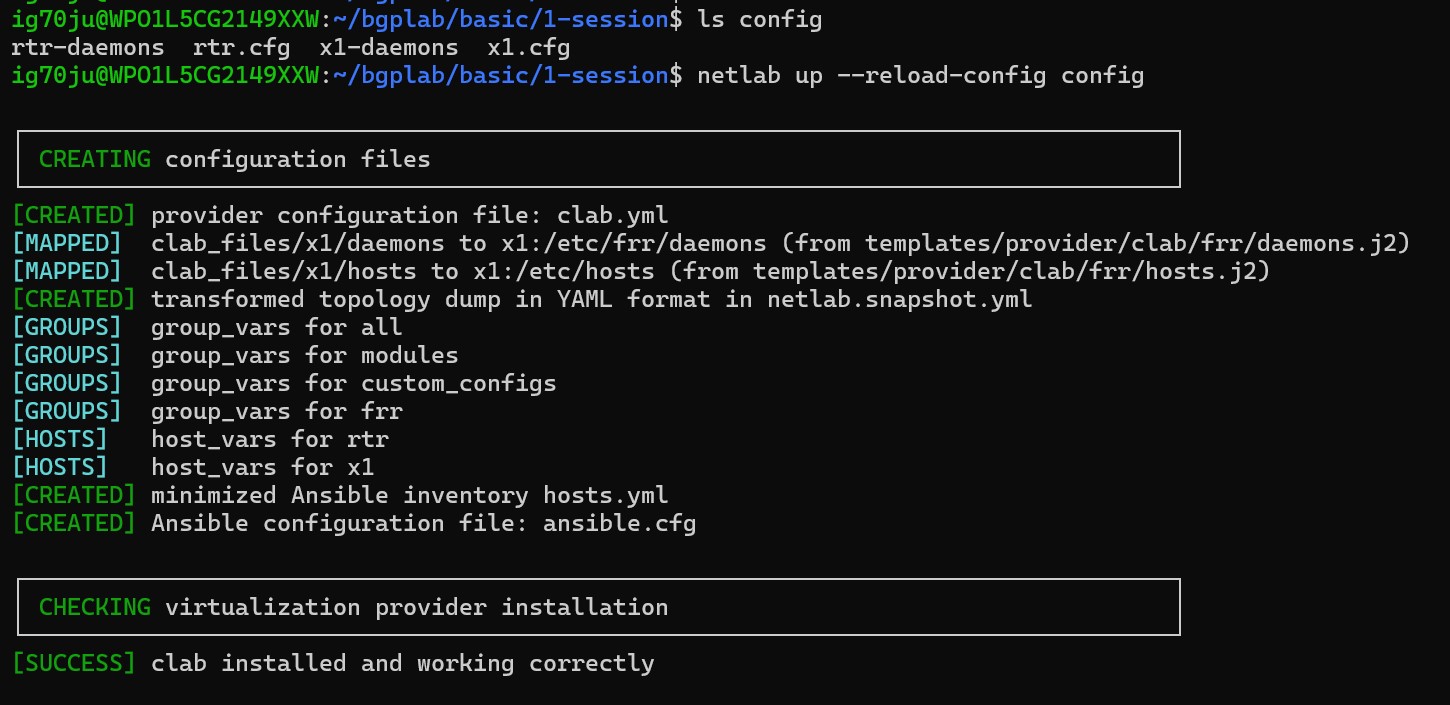 ig70ju@WPO1L5CG2149XXW:~/bgplab/basic/1-session$ ls config
rtr-daemons  rtr.cfg  x1-daemons  x1.cfg
ig70ju@WPO1L5CG2149XXW:~/bgplab/basic/1-session$ netlab up --reload-config config
CREATING configuration files
[CREATED] provider configuration file: clab.yml
[MAPPED]  clab_files/x1/daemons to x1:/etc/frr/daemons (from templates/provider/clab/frr/daemons.j2)
[MAPPED]  clab_files/x1/hosts to x1:/etc/hosts (from templates/provider/clab/frr/hosts.j2)
[CREATED] transformed topology dump in YAML format in netlab.snapshot.yml
[GROUPS]  group_vars for all
[GROUPS]  group_vars for modules
[GROUPS]  group_vars for custom_configs
[GROUPS]  group_vars for frr
[HOSTS]   host_vars for rtr
[HOSTS]   host_vars for x1
[CREATED] minimized Ansible inventory hosts.yml
[CREATED] Ansible configuration file: ansible.cfg
CHECKING virtualization provider installation
[SUCCESS] clab installed and working correctly